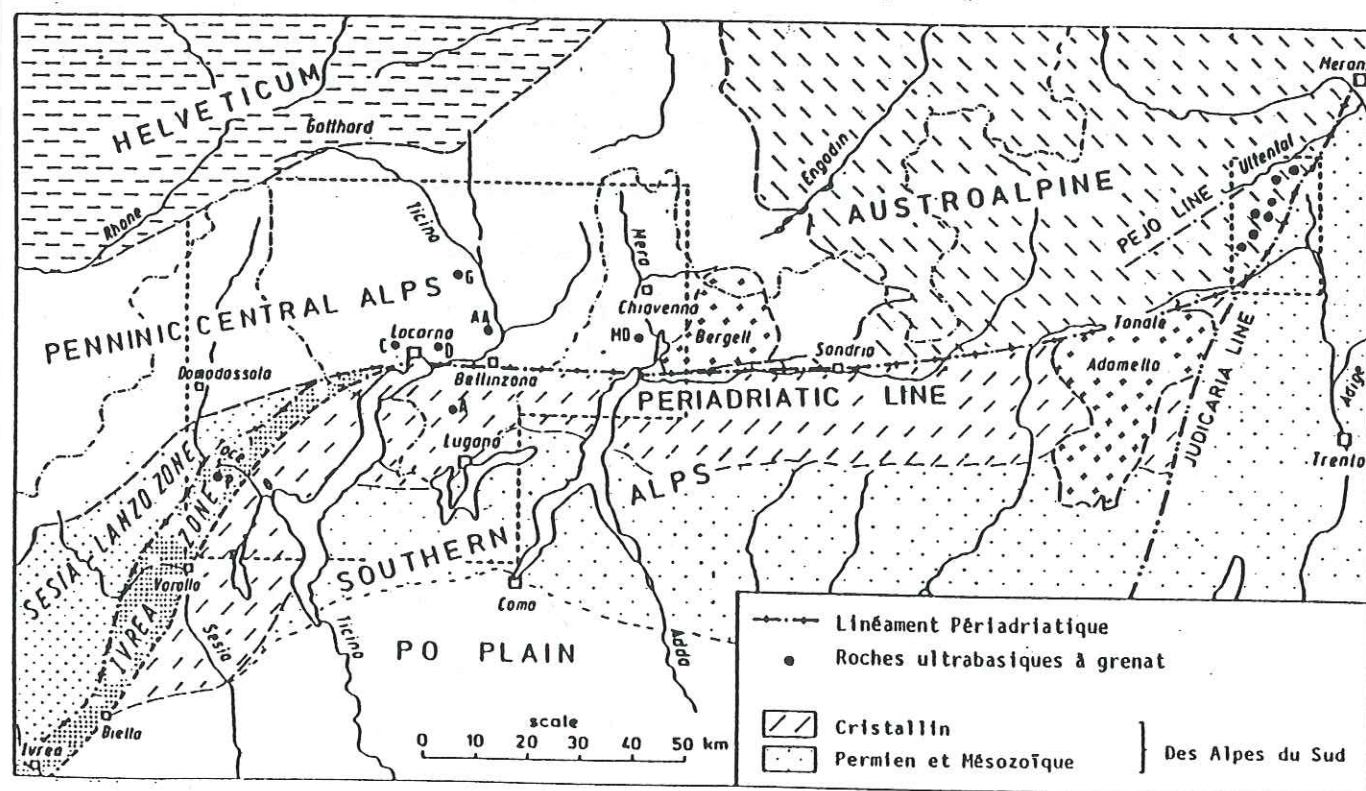 HELVETICUM
Gotthard
Rhone
Ticino
Mera
Engadin
AUSTROALPINE
Meran
Ultental
PEJO LINE
PENNINIC CENTRAL ALPS
G
AA
Locarno
C
D
Chiavenna
MD
Bergell
Domodossola
Bellinzona
Sondrio
Tonale
Adamello
PERIADRIATIC LINE
JUDICARIA LINE
Adige
Trento
A
Lugano
P
SESIA LANZO ZONE
IVREA ZONE
SOUTHERN ALPS
Varallo
Sesia
Ticino
Como
Adda
PO PLAIN
Biella
Ivrea
scale
0 10 20 30 40 50 km
Linéament Périadriatique
Roches ultrabasiques à grenat
Cristallin
Permien et Mésozoïque
Des Alpes du Sud